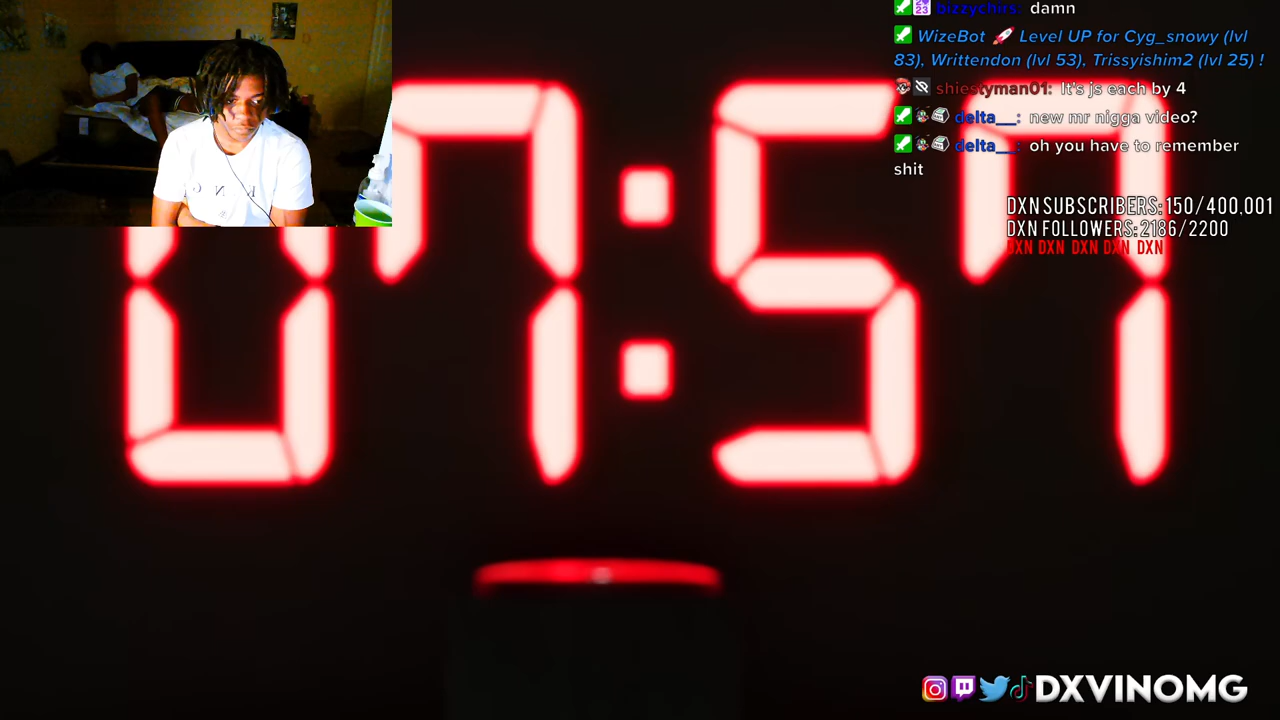 bizzychirs: damn
WizeBot 🚀 Level UP for Cyg_snowy (lvl
83), Writtendon (lvl 53), Trissyishim2 (lvl 25) !
shiestyman01: It's js each by 4
delta__: new mr nigga video?
delta__: oh you have to remember
shit
07:57
DXN SUBSCRIBERS: 150/400,001
DXN FOLLOWERS: 2186/2200
DXN DXN DXN DXN DXN
DXVINOMG